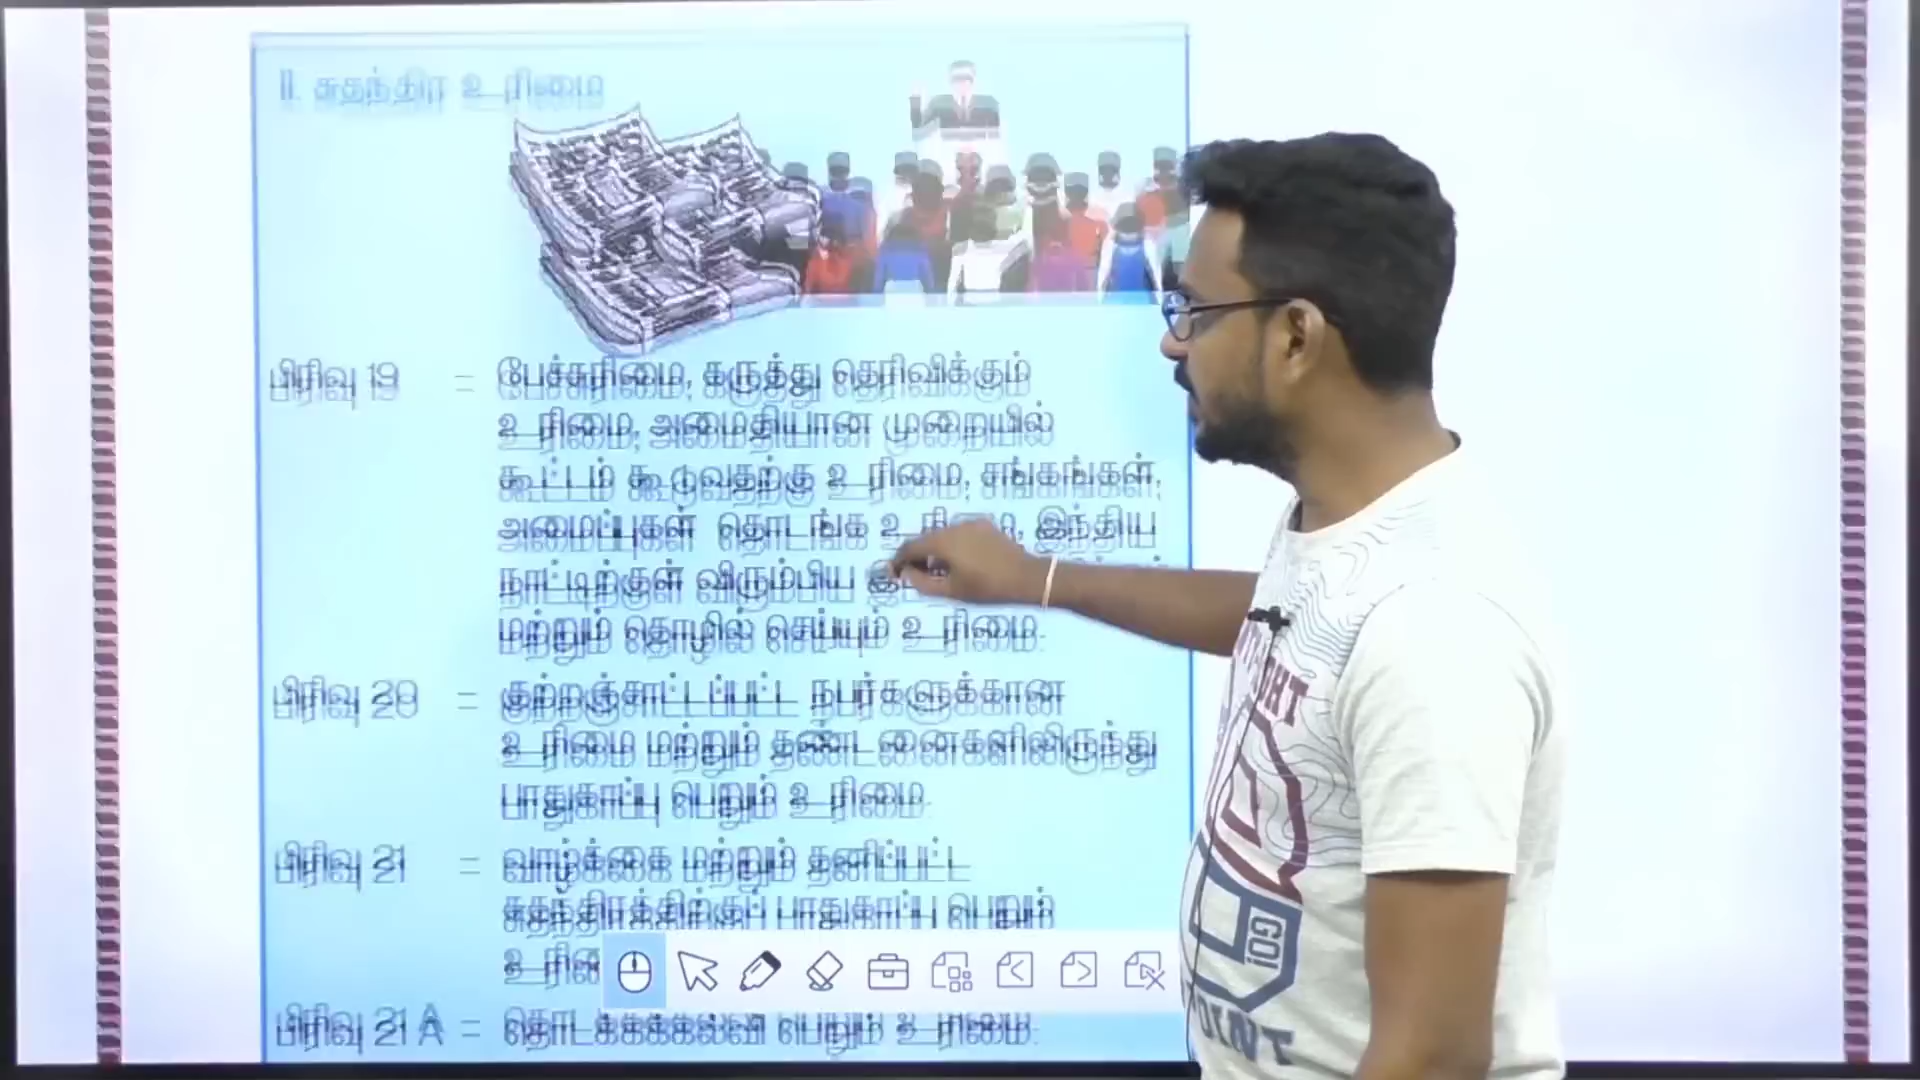 II. சுதந்திர உரிமை
பிரிவு 19 = பேச்சுரிமை, கருத்து தெரிவிக்கும்
உரிமை, அமைதியான முறையில்
கூட்டம் கூடுவதற்கு உரிமை, சங்கங்கள்,
அமைப்புகள் தொடங்க உரிமை, இந்திய
நாட்டிற்குள் விரும்பிய
மற்றும் தொழில் செய்யும் உரிமை.
பிரிவு 20 = குற்றஞ்சாட்டப்பட்ட நபர்களுக்கான
உரிமை மற்றும் தண்டனைகளிலிருந்து
பாதுகாப்பு பெறும் உரிமை.
பிரிவு 21 = வாழ்க்கை மற்றும் தனிப்பட்ட
சுதந்திரத்திற்குப் பாதுகாப்பு பெறும்
பிரிவு 21 A = தொடக்கக்கல்வி பெறும் உரிமை.
GO!
POINT